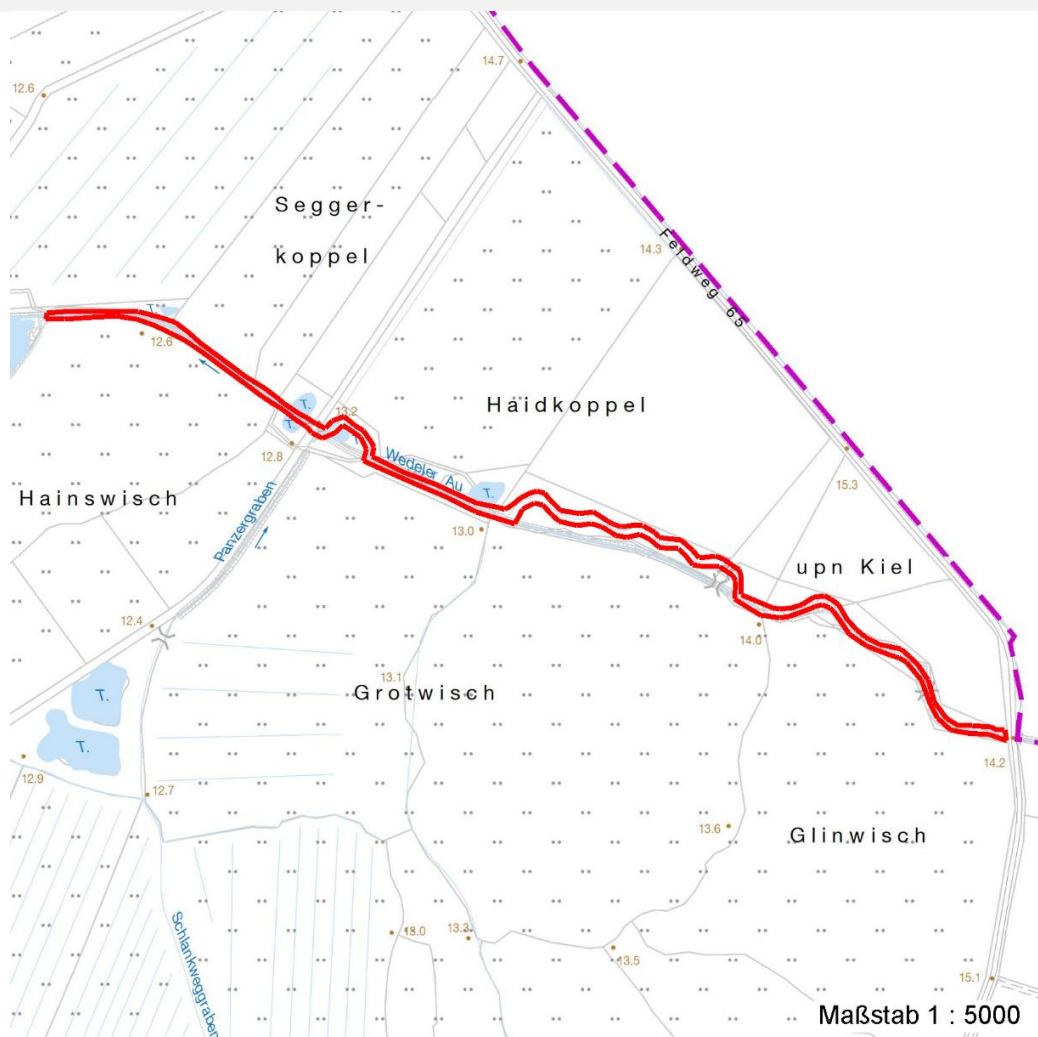 14.7
12.6
Segger-
koppel
14.3
Feldweg 65
T.
12.6
T.
13.2
T.
T.
Haidkoppel
12.8
Wedeler Au
T.
15.3
Hainswisch
13.0
Panzergraben
upn Kiel
12.4
14.0
13.1
Grotwisch
T.
T.
14.2
12.9
12.7
13.6
Glinwisch
13.0
13.3
13.5
Schlankweggraben
15.1
Maßstab 1 : 5000